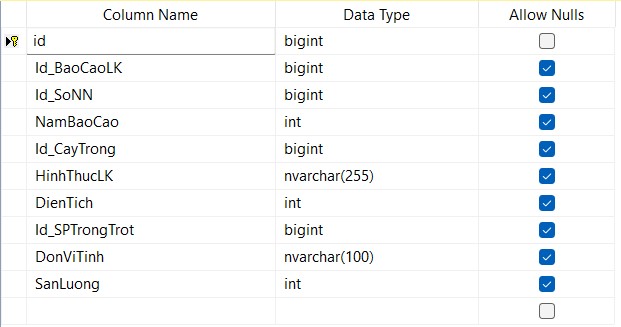 Column Name Data Type Allow Nulls
id bigint
Id_BaoCaoLK bigint
Id_SoNN bigint
NamBaoCao int
Id_CayTrong bigint
HinhThucLK nvarchar(255)
DienTich int
Id_SPTrongTrot bigint
DonViTinh nvarchar(100)
SanLuong int